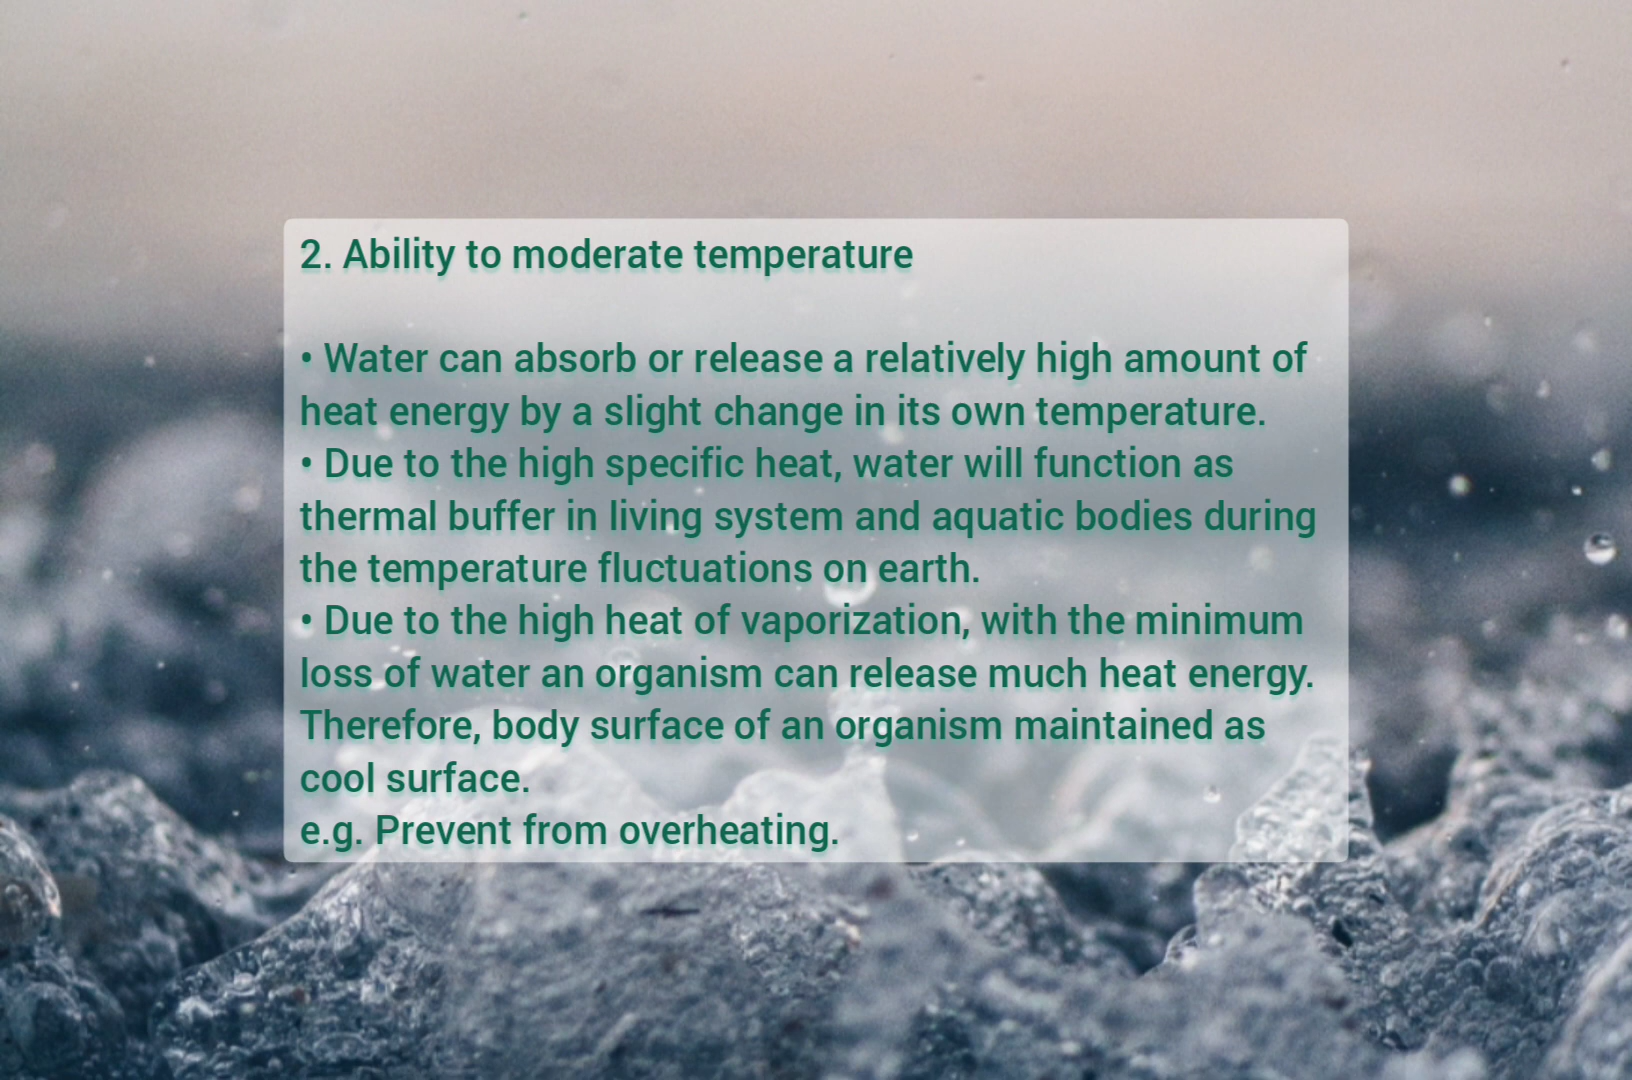 2. Ability to moderate temperature
• Water can absorb or release a relatively high amount of
heat energy by a slight change in its own temperature.
• Due to the high specific heat, water will function as
thermal buffer in living system and aquatic bodies during
the temperature fluctuations on earth.
• Due to the high heat of vaporization, with the minimum
loss of water an organism can release much heat energy.
Therefore, body surface of an organism maintained as
cool surface.
e.g. Prevent from overheating.